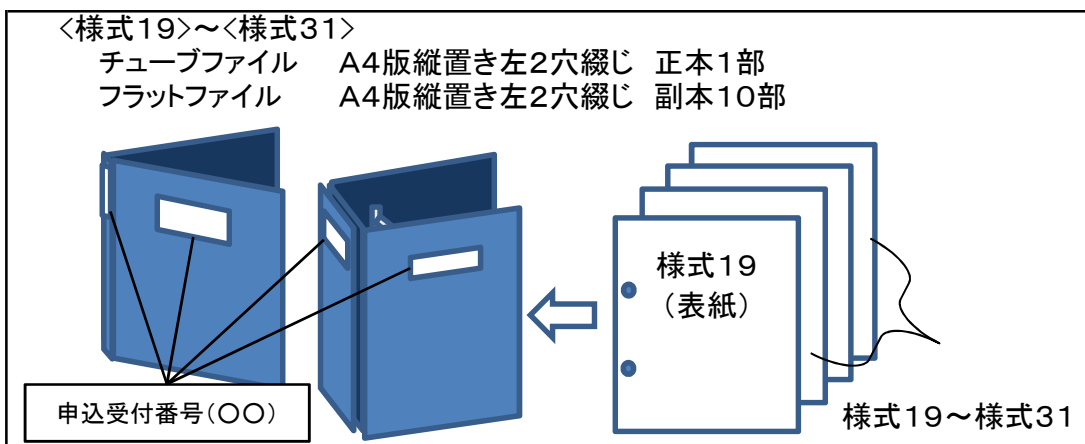 <様式19>~<様式31>
チューブファイル　A4版縦置き左2穴綴じ　正本1部
フラットファイル　A4版縦置き左2穴綴じ　副本10部
様式19
(表紙)
申込受付番号(○○)
様式19~様式31